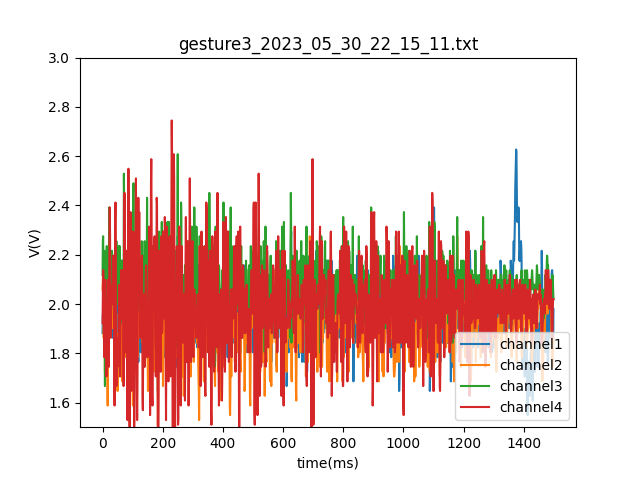 gesture3_2023_05_30_22_15_11.txt
3.0
2.8
2.6
2.4
2.2
2.0
1.8
1.6
V(V)
channel1
channel2
channel3
channel4
0 200 400 600 800 1000 1200 1400
time(ms)